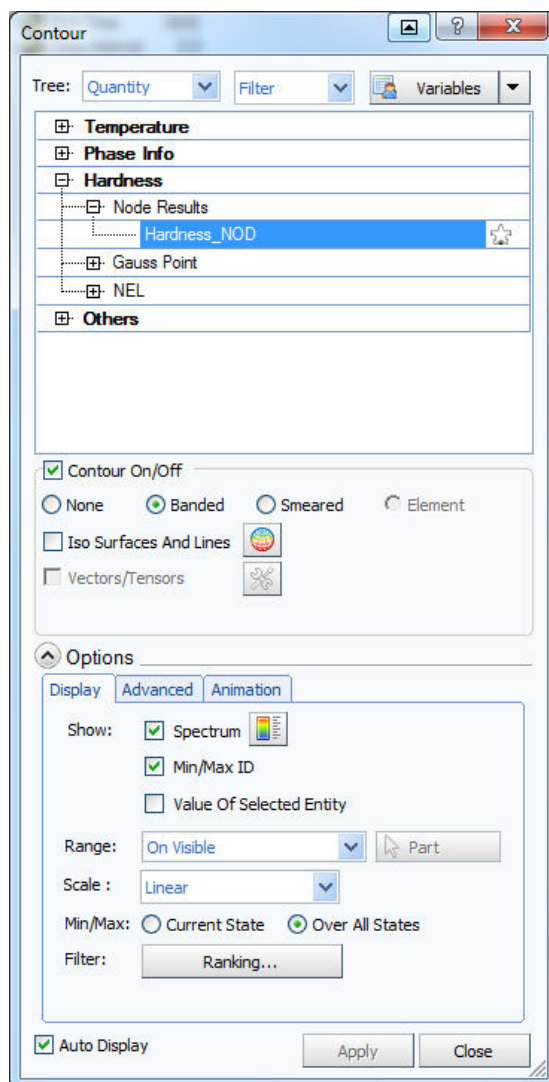 Contour
Tree: Quantity Filter Variables
Temperature
Phase Info
Hardness
Node Results
Hardness_NOD
Gauss Point
NEL
Others
Contour On/Off
None Banded Smeared Element
Iso Surfaces And Lines
Vectors/Tensors
Options
Display Advanced Animation
Show: Spectrum
Min/Max ID
Value Of Selected Entity
Range: On Visible Part
Scale : Linear
Min/Max: Current State Over All States
Filter: Ranking...
Auto Display Apply Close